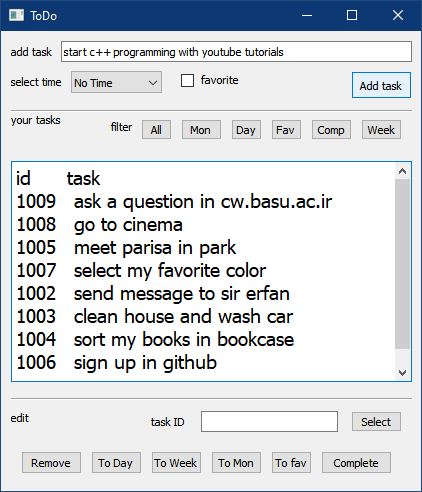 ToDo
add task start c++ programming with youtube tutorials
select time No Time favorite Add task
your tasks filter All Mon Day Fav Comp Week
id task
1009 ask a question in cw.basu.ac.ir
1008 go to cinema
1005 meet parisa in park
1007 select my favorite color
1002 send message to sir erfan
1003 clean house and wash car
1004 sort my books in bookcase
1006 sign up in github
edit task ID Select
Remove To Day To Week To Mon To fav Complete